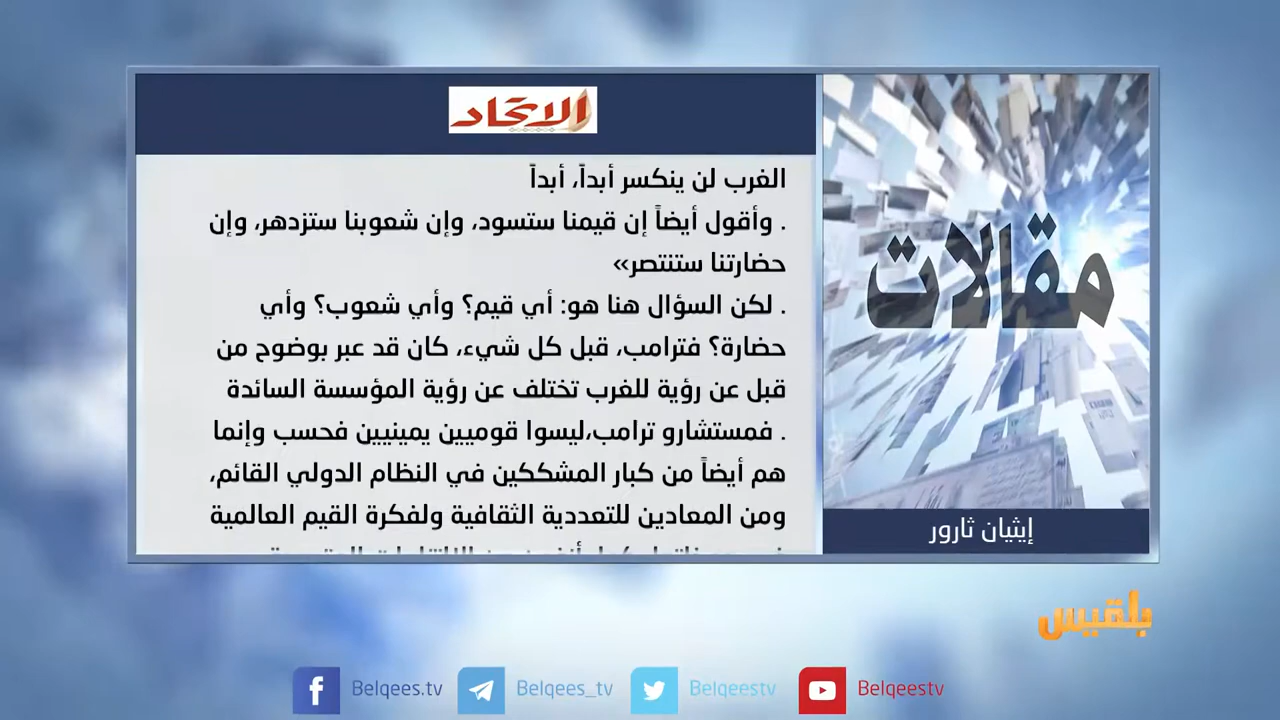 الاتحاد
الغرب لن ينكسر أبداً، أبداً
. وأقول أيضاً إن قيمنا ستسود، وإن شعوبنا ستزدهر، وإن
حضارتنا ستنتصر»
. لكن السؤال هنا هو: أي قيم؟ وأي شعوب؟ وأي
حضارة؟ فترامب، قبل كل شيء، كان قد عبر بوضوح من
قبل عن رؤية للغرب تختلف عن رؤية المؤسسة السائدة
. فمستشارو ترامب،ليسوا قوميين يمينيين فحسب وإنما
هم أيضاً من كبار المشككين في النظام الدولي القائم،
ومن المعادين للتعددية الثقافية ولفكرة القيم العالمية
مقالات
إيثيان ثارور
بلقيس
Belqees.tv
Belqees_tv
Belqeestv
Belqeestv